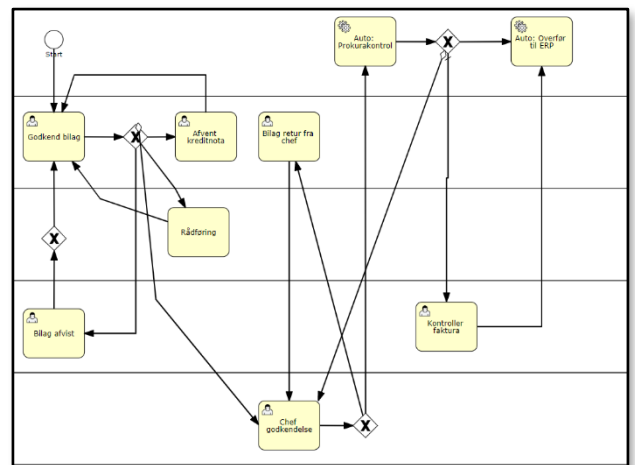 Start
Auto:
Prokurakontrol
Auto: Overfør
til ERP
Godkend bilag
X
Afvent
kreditnota
Bilag retur fra
chef
X
Rådføring
X
Bilag afvist
Kontroller
faktura
Chef
godkendelse
X